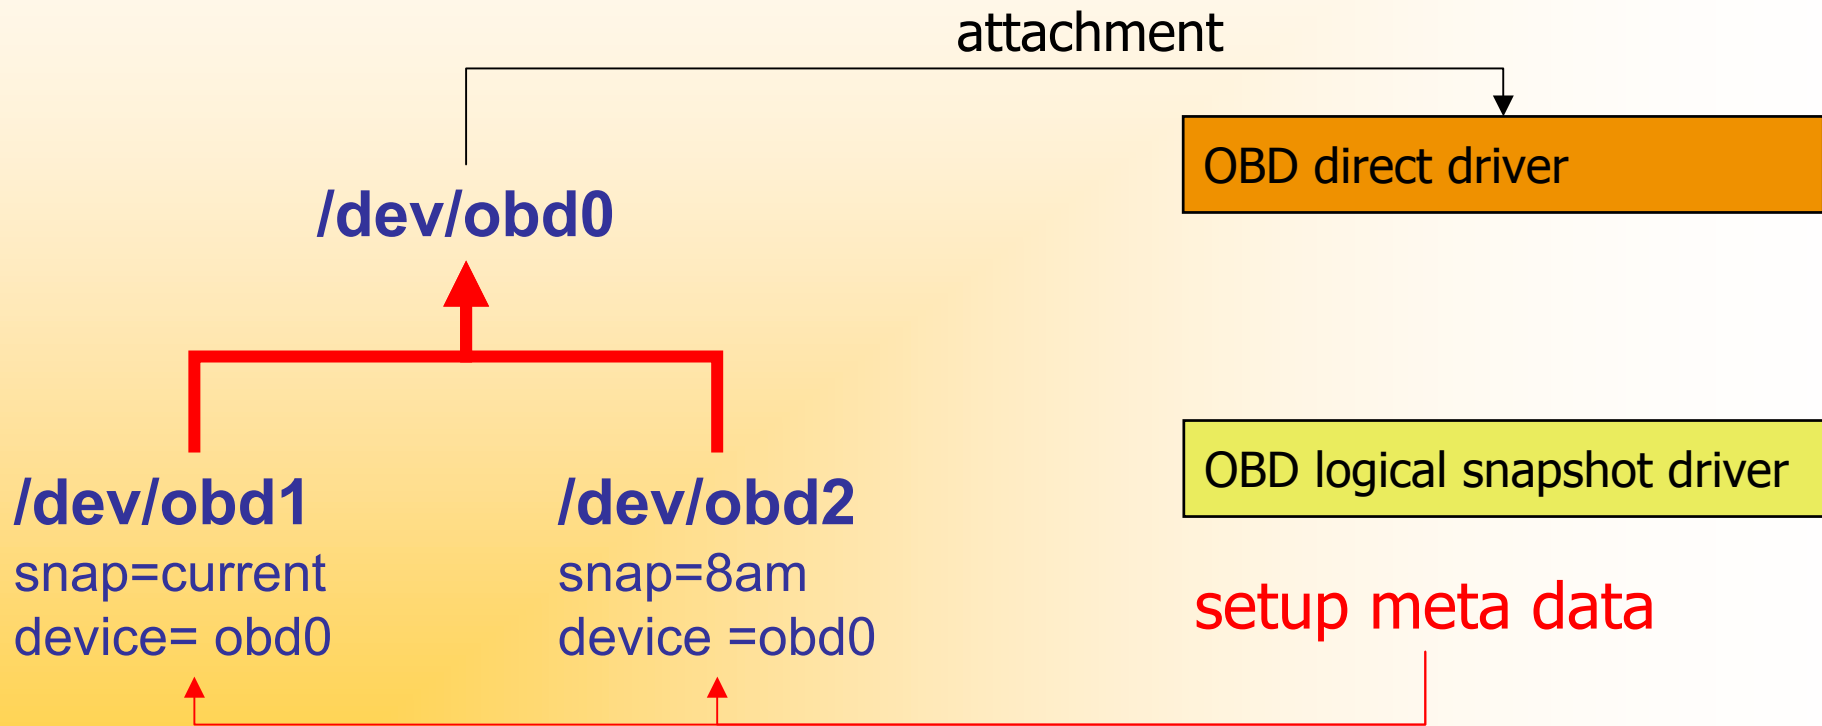 attachment
OBD direct driver
/dev/obd0
OBD logical snapshot driver
/dev/obd1
snap=current
device= obd0
/dev/obd2
snap=8am
device =obd0
setup meta data